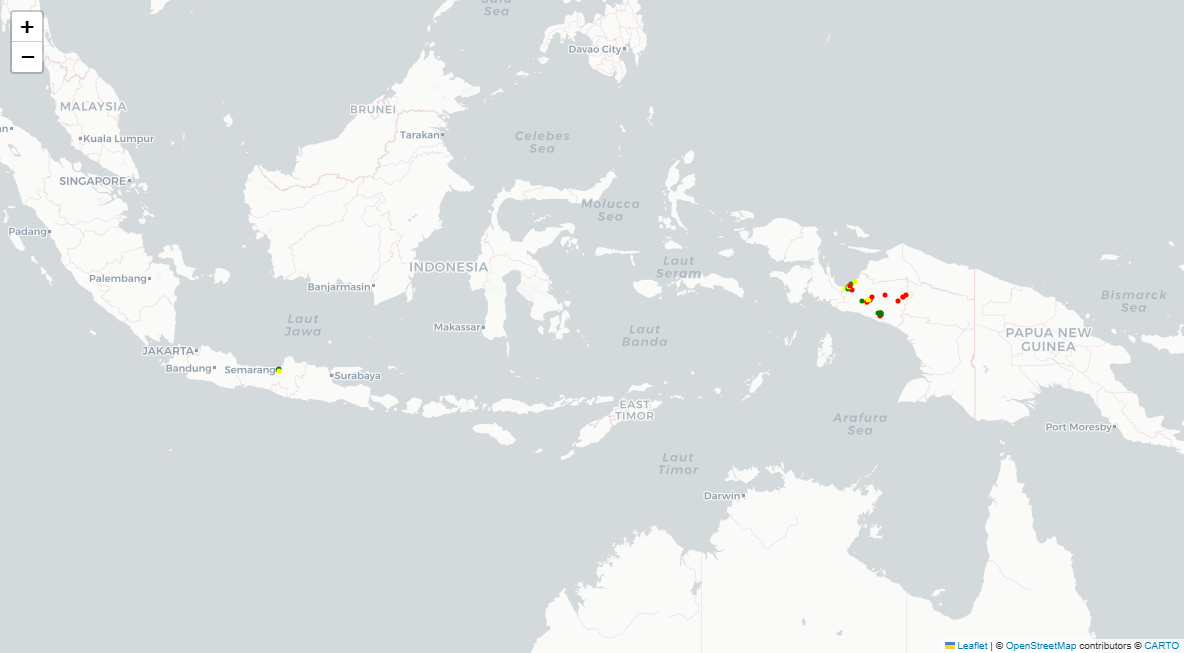 +
−
Sulu
Sea
Davao City
MALAYSIA
BRUNEI
an
Kuala Lumpur
Tarakan
Celebes
Sea
SINGAPORE
Molucca
Sea
Padang
Laut
Seram
INDONESIA
Palembang
Banjarmasin
Bismarck
Sea
Laut
Jawa
Makassar
Laut
Banda
PAPUA NEW
GUINEA
JAKARTA
Bandung
Semarang
Surabaya
EAST
TIMOR
Arafura
Sea
Port Moresby
Laut
Timor
Darwin
Leaflet | © OpenStreetMap contributors © CARTO